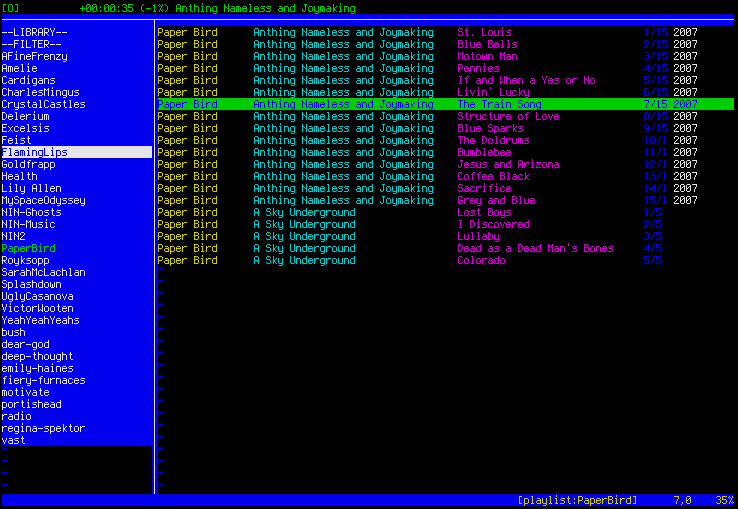 [O] +00:00:35 (-1%) Anthing Nameless and Joymaking
--LIBRARY-- Paper Bird Anthing Nameless and Joymaking St. Louis 1/15 2007
--FILTER-- Paper Bird Anthing Nameless and Joymaking Blue Bells 2/15 2007
AFineFrenzy Paper Bird Anthing Nameless and Joymaking Motown Man 3/15 2007
Amelie Paper Bird Anthing Nameless and Joymaking Pennies 4/15 2007
Cardigans Paper Bird Anthing Nameless and Joymaking If and When a Yes or No 5/15 2007
CharlesMingus Paper Bird Anthing Nameless and Joymaking Livin' Lucky 6/15 2007
CrystalCastles Paper Bird Anthing Nameless and Joymaking The Train Song 7/15 2007
Delerium Paper Bird Anthing Nameless and Joymaking Structure of Love 8/15 2007
Excelsis Paper Bird Anthing Nameless and Joymaking Blue Sparks 9/15 2007
Feist Paper Bird Anthing Nameless and Joymaking The Doldrums 10/1 2007
FlamingLips Paper Bird Anthing Nameless and Joymaking Bumblebee 11/1 2007
Goldfrapp Paper Bird Anthing Nameless and Joymaking Jesus and Arizona 12/1 2007
Health Paper Bird Anthing Nameless and Joymaking Coffee Black 13/1 2007
Lily Allen Paper Bird Anthing Nameless and Joymaking Sacrifice 14/1 2007
MySpaceOdyssey Paper Bird Anthing Nameless and Joymaking Grey and Blue 15/1 2007
NIN-Ghosts Paper Bird A Sky Underground Lost Boys 1/5
NIN-Music Paper Bird A Sky Underground I Discovered 2/5
NIN2 Paper Bird A Sky Underground Lullaby 3/5
PaperBird Paper Bird A Sky Underground Dead as a Dead Man's Bones 4/5
Royksopp Paper Bird A Sky Underground Colorado 5/5
SarahMcLachlan ~
Splashdown ~
UglyCasanova ~
VictorWooten ~
YeahYeahYeahs ~
bush ~
dear-god ~
deep-thought ~
emily-haines ~
fiery-furnaces ~
motivate ~
portishead ~
radio ~
regina-spektor ~
vast ~
~ ~
~ ~
~ ~
~ ~
[playlist:PaperBird] 7,0 35%